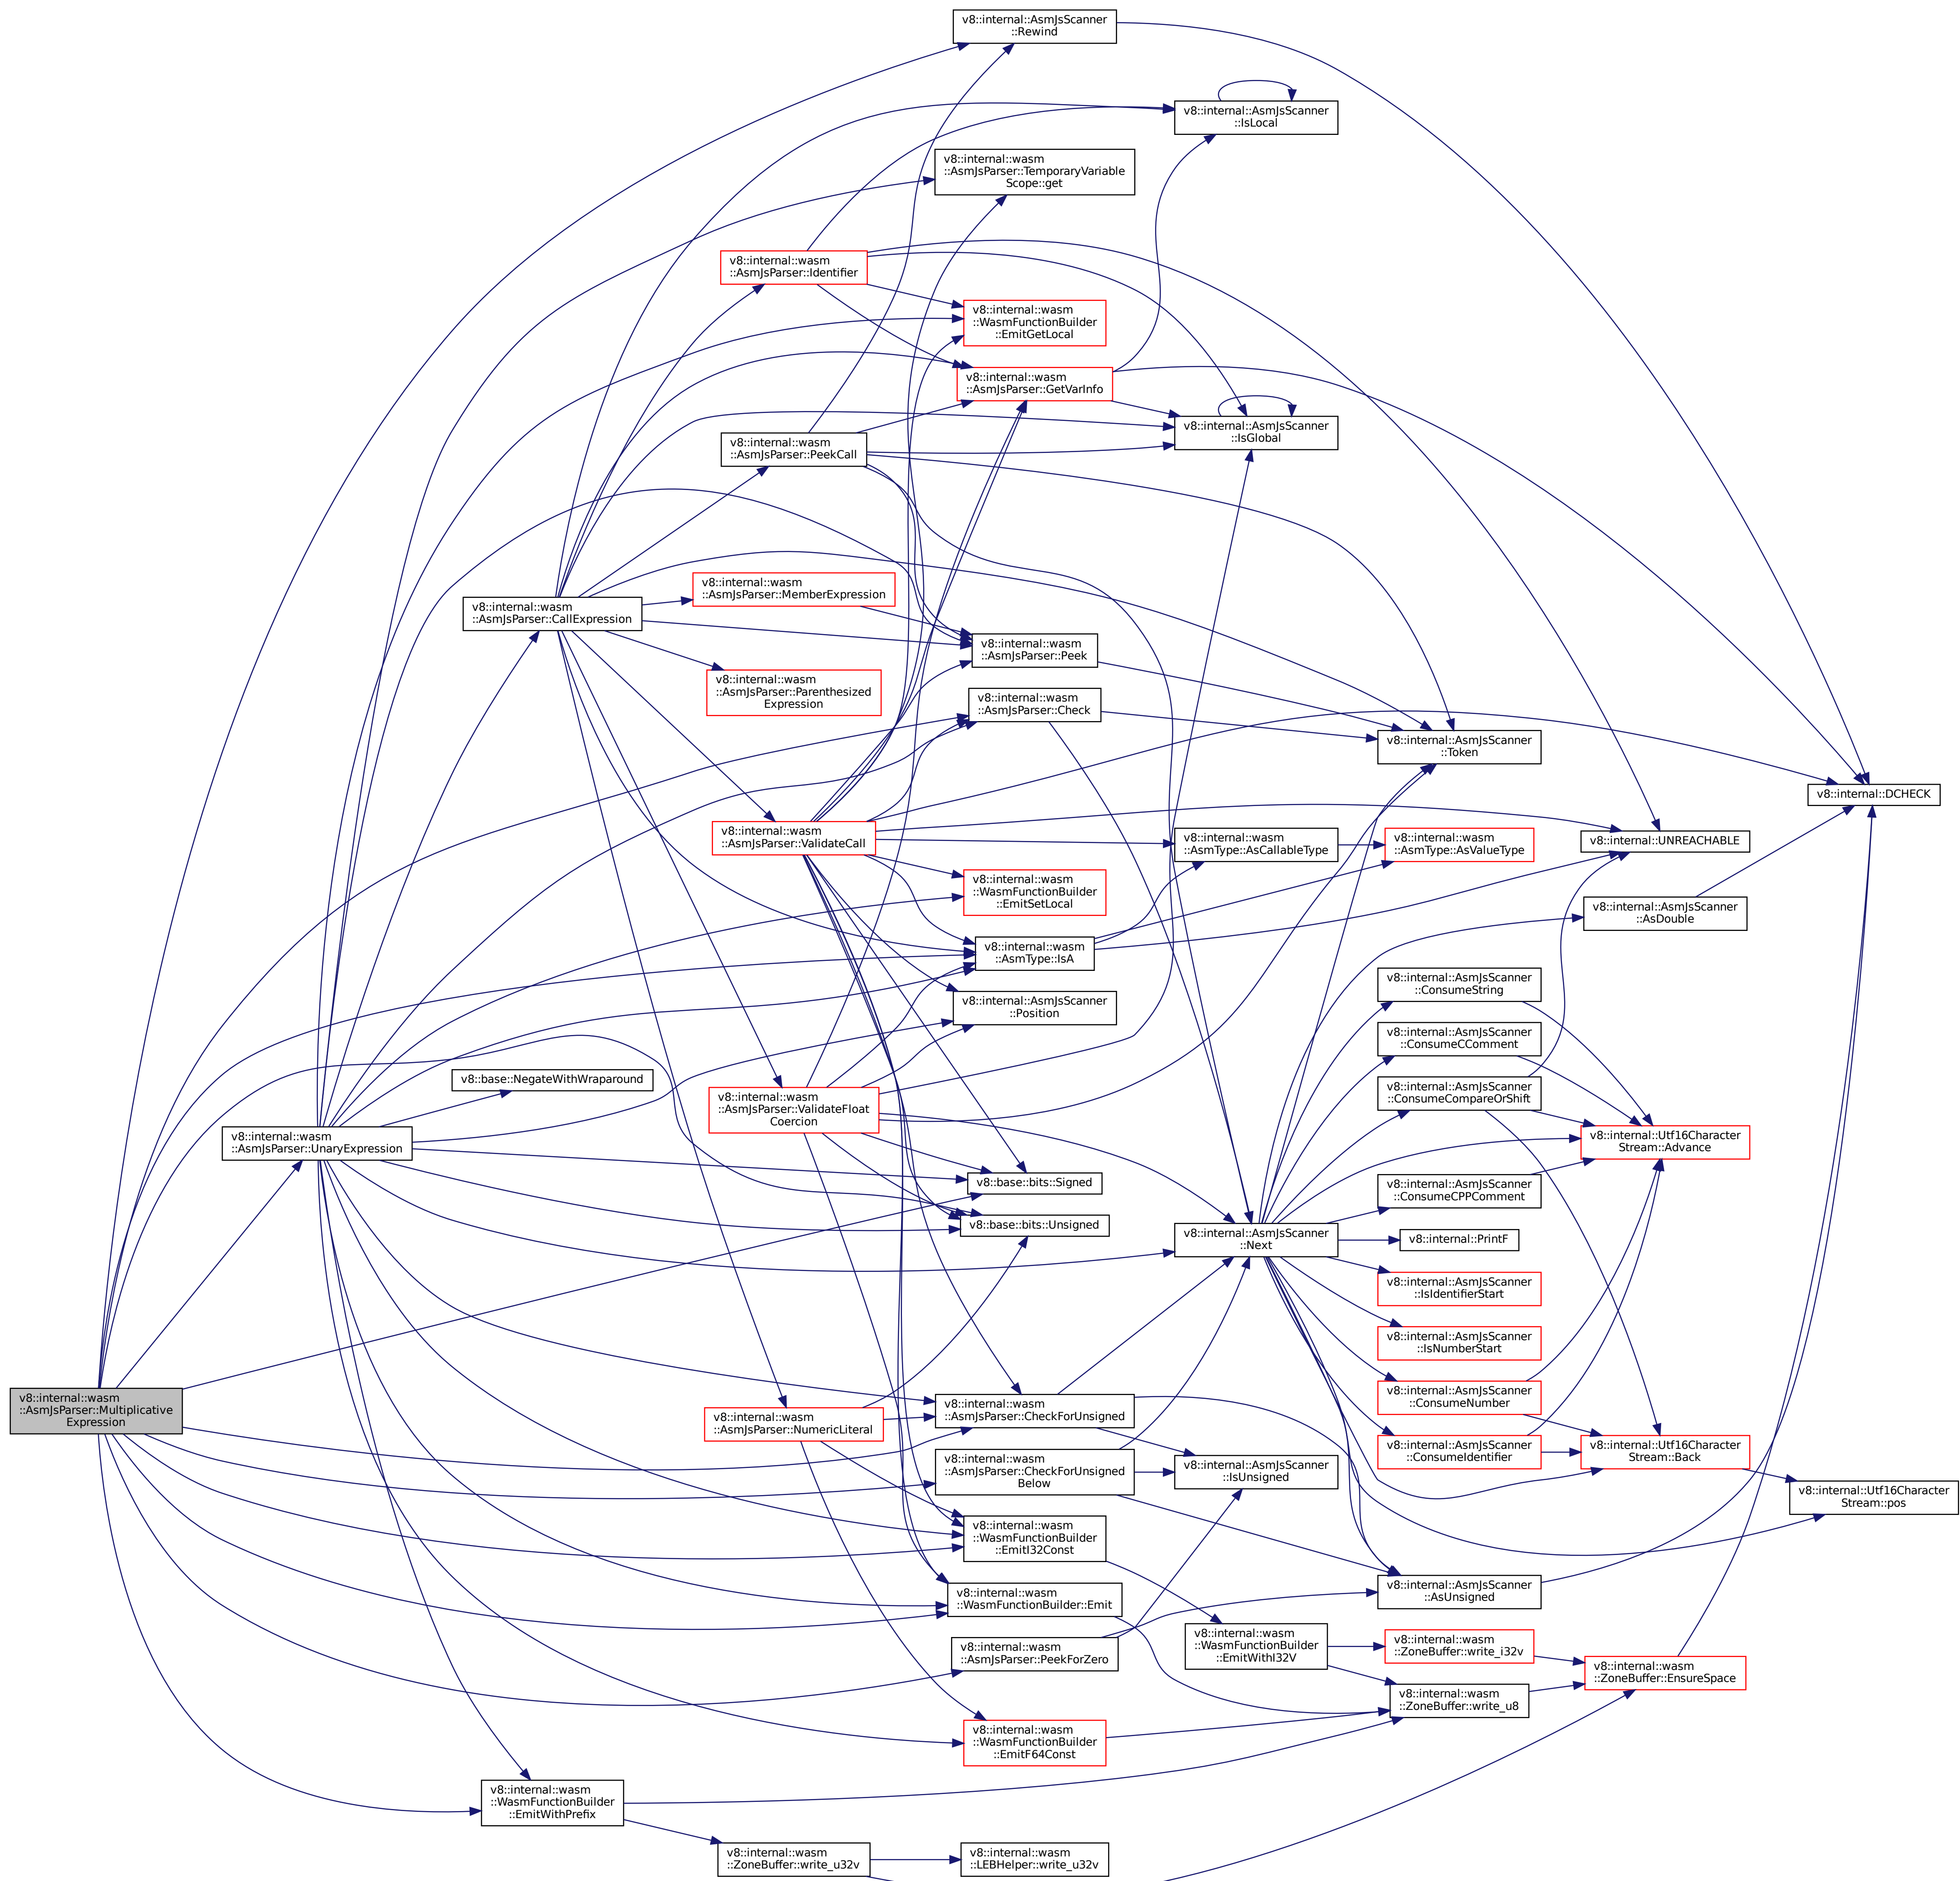 v8::internal::AsmJsScanner
::Rewind
v8::internal::AsmJsScanner
::IsLocal
v8::internal::wasm
::AsmJsParser::TemporaryVariable
Scope::get
v8::internal::wasm
::AsmJsParser::Identifier
v8::internal::wasm
::WasmFunctionBuilder
::EmitGetLocal
v8::internal::wasm
::AsmJsParser::GetVarInfo
v8::internal::AsmJsScanner
::IsGlobal
v8::internal::wasm
::AsmJsParser::PeekCall
v8::internal::wasm
::AsmJsParser::MemberExpression
v8::internal::wasm
::AsmJsParser::CallExpression
v8::internal::wasm
::AsmJsParser::Peek
v8::internal::wasm
::AsmJsParser::Parenthesized
Expression
v8::internal::wasm
::AsmJsParser::Check
v8::internal::AsmJsScanner
::Token
v8::internal::DCHECK
v8::internal::wasm
::AsmJsParser::ValidateCall
v8::internal::wasm
::AsmType::AsCallableType
v8::internal::wasm
::AsmType::AsValueType
v8::internal::UNREACHABLE
v8::internal::wasm
::WasmFunctionBuilder
::EmitSetLocal
v8::internal::AsmJsScanner
::AsDouble
v8::internal::wasm
::AsmType::IsA
v8::internal::AsmJsScanner
::ConsumeString
v8::internal::AsmJsScanner
::Position
v8::internal::AsmJsScanner
::ConsumeCComment
v8::base::NegateWithWraparound
v8::internal::AsmJsScanner
::ConsumeCompareOrShift
v8::internal::wasm
::AsmJsParser::ValidateFloat
Coercion
v8::internal::wasm
::AsmJsParser::UnaryExpression
v8::internal::Utf16Character
Stream::Advance
v8::base::bits::Signed
v8::internal::AsmJsScanner
::ConsumeCPPComment
v8::base::bits::Unsigned
v8::internal::AsmJsScanner
::Next
v8::internal::PrintF
v8::internal::AsmJsScanner
::IsIdentifierStart
v8::internal::AsmJsScanner
::IsNumberStart
v8::internal::wasm
::AsmJsParser::Multiplicative
Expression
v8::internal::wasm
::AsmJsParser::CheckForUnsigned
v8::internal::AsmJsScanner
::ConsumeNumber
v8::internal::wasm
::AsmJsParser::NumericLiteral
v8::internal::AsmJsScanner
::ConsumeIdentifier
v8::internal::Utf16Character
Stream::Back
v8::internal::wasm
::AsmJsParser::CheckForUnsigned
Below
v8::internal::AsmJsScanner
::IsUnsigned
v8::internal::Utf16Character
Stream::pos
v8::internal::wasm
::WasmFunctionBuilder
::EmitI32Const
v8::internal::AsmJsScanner
::AsUnsigned
v8::internal::wasm
::WasmFunctionBuilder::Emit
v8::internal::wasm
::WasmFunctionBuilder
::EmitWithI32V
v8::internal::wasm
::AsmJsParser::PeekForZero
v8::internal::wasm
::ZoneBuffer::write_i32v
v8::internal::wasm
::ZoneBuffer::EnsureSpace
v8::internal::wasm
::ZoneBuffer::write_u8
v8::internal::wasm
::WasmFunctionBuilder
::EmitF64Const
v8::internal::wasm
::WasmFunctionBuilder
::EmitWithPrefix
v8::internal::wasm
::ZoneBuffer::write_u32v
v8::internal::wasm
::LEBHelper::write_u32v